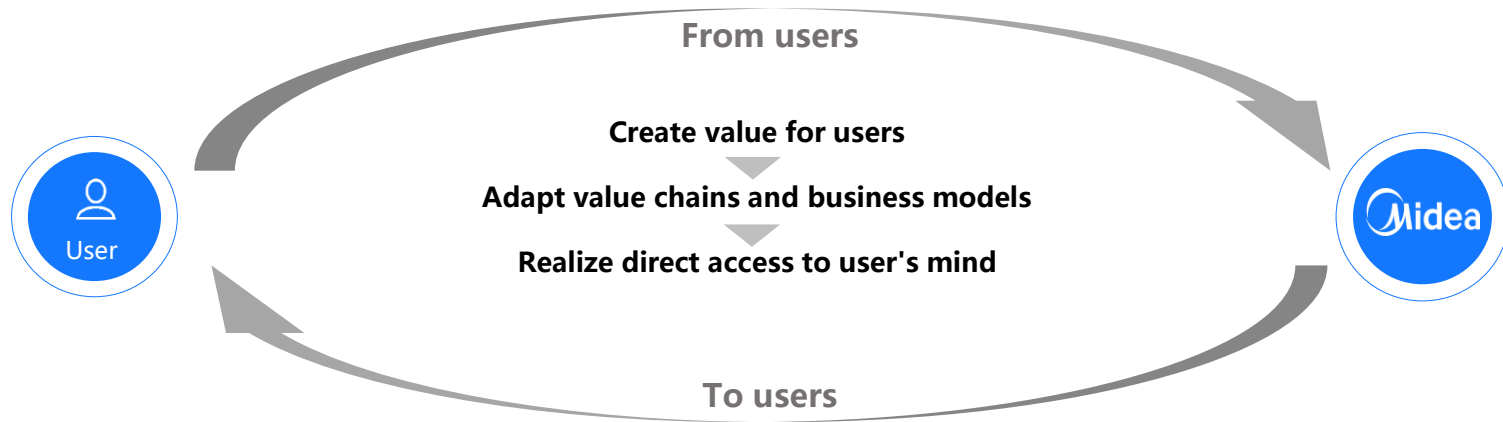 From users
Create value for users
Adapt value chains and business models
Realize direct access to user's mind
User
Midea
To users